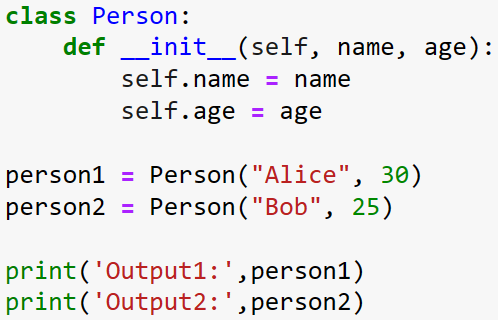 class Person:
    def __init__(self, name, age):
        self.name = name
        self.age = age

person1 = Person("Alice", 30)
person2 = Person("Bob", 25)

print('Output1:',person1)
print('Output2:',person2)